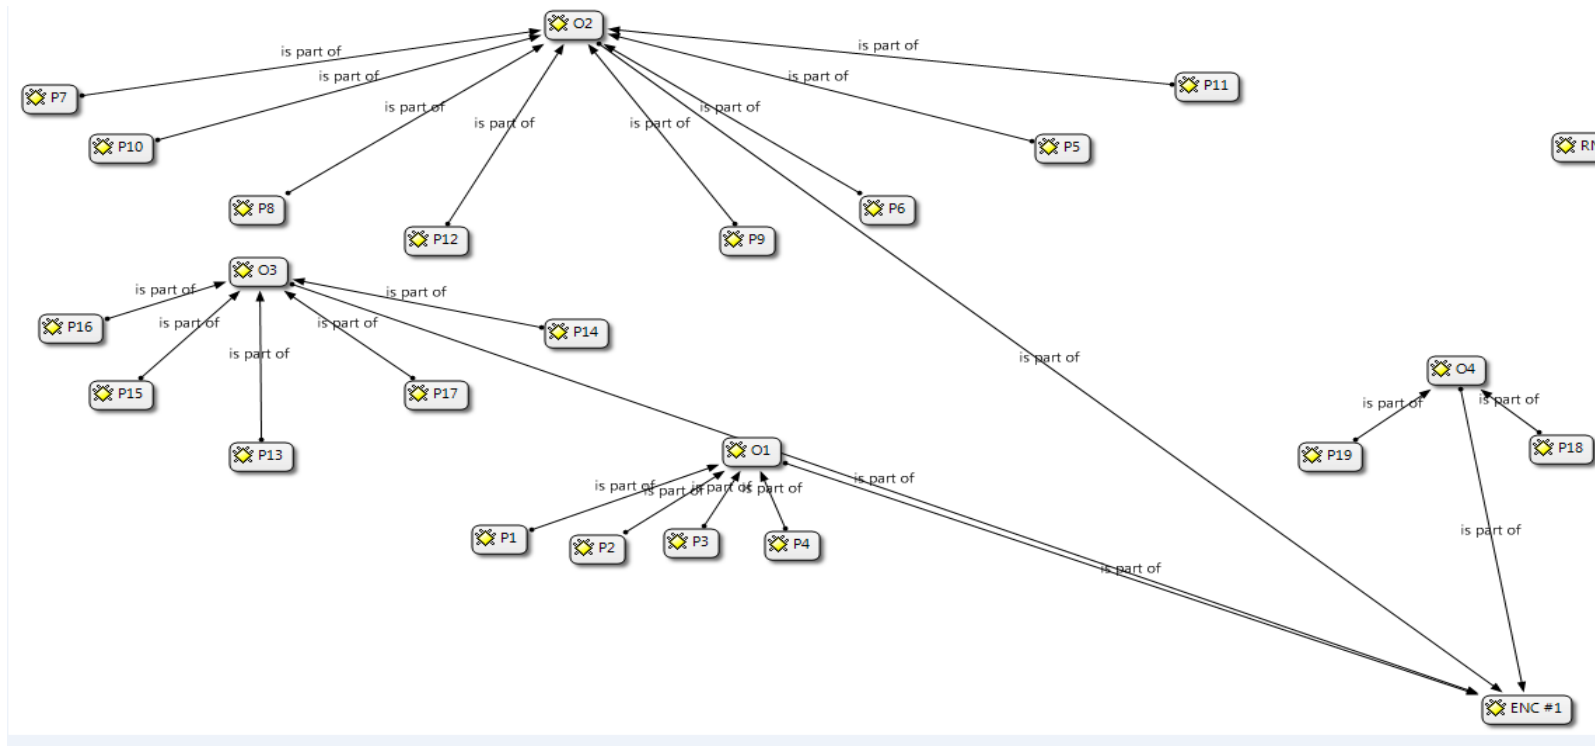 O2
is part of
is part of
P7
P11
is part of
is part of
is part of
is part of
is part of
is part of
P10
P5
P8
P12
P9
P6
O3
is part of
is part of
P16
is part of
is part of
P14
is part of
is part of
P15
P17
O4
is part of
is part of
P13
O1
P19
P18
is part of
is part of
is part of
is part of
is part of
is part of
P1
P2
P3
P4
is part of
is part of
ENC #1